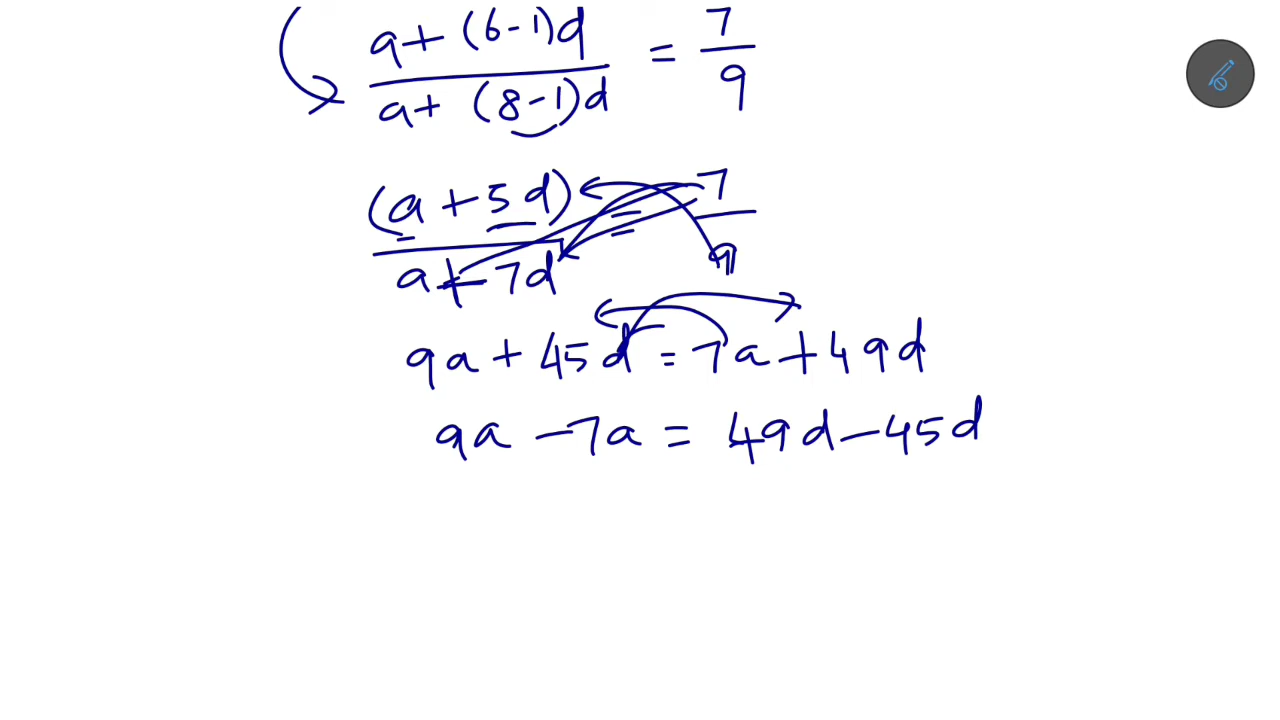 a + (6-1)d / a + (8-1)d = 7/9
(a + 5d) / a + 7d = 7/9
9a + 45d = 7a + 49d
9a - 7a = 49d - 45d